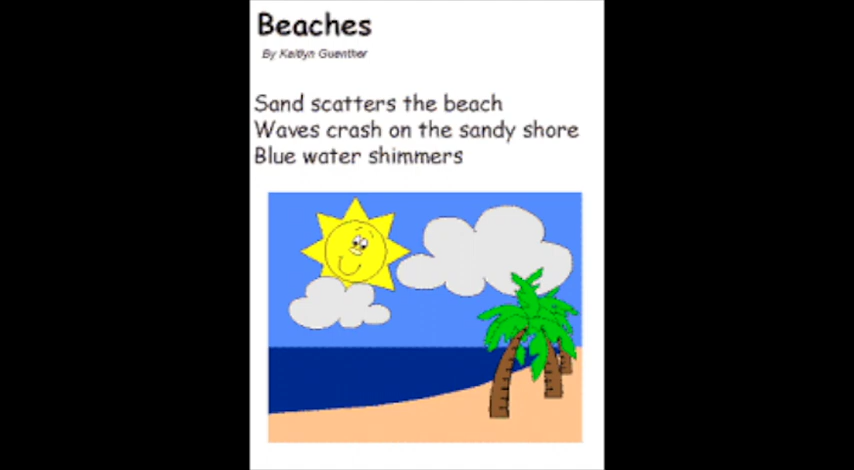 Beaches
By Kaitlyn Guenther
Sand scatters the beach
Waves crash on the sandy shore
Blue water shimmers